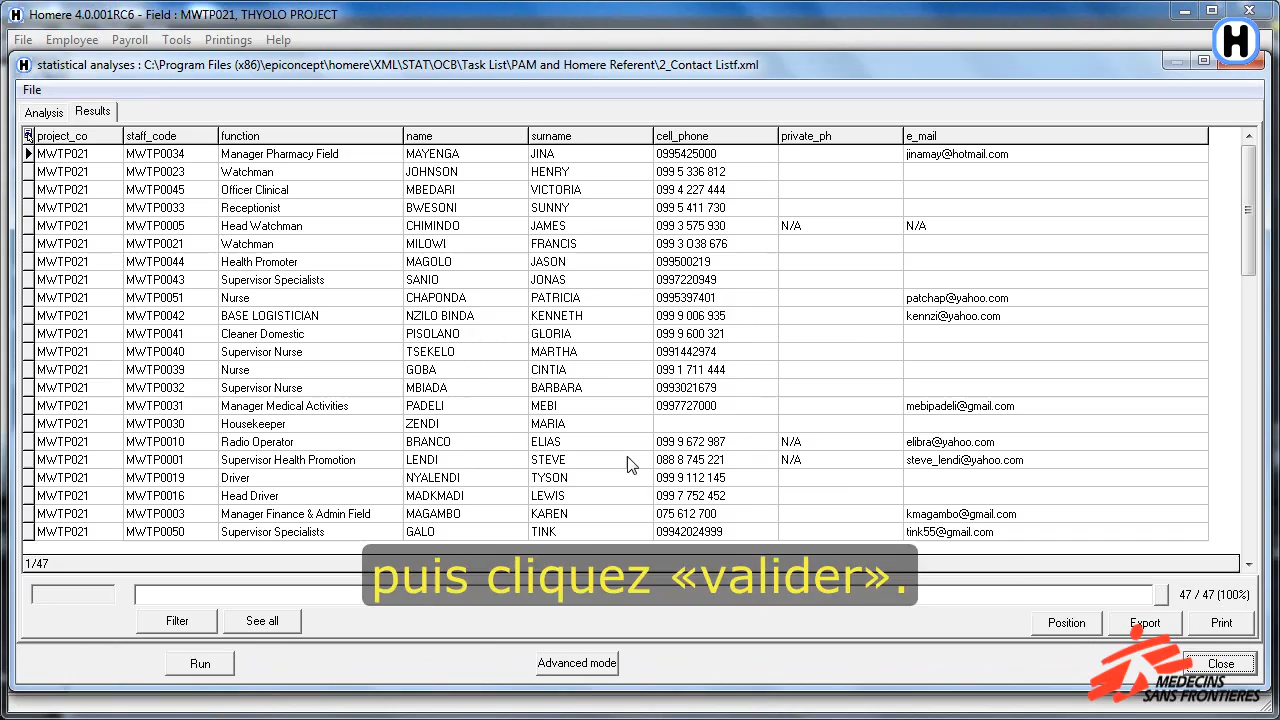 Homere 4.0.001RC6 - Field : MWTP021, THYOLO PROJECT
File Employee Payroll Tools Printings Help
H
statistical analyses : C:\Program Files (x86)\epiconcept\homere\XML\STAT\OCB\Task List\PAM and Homere Referent\2_Contact Listf.xml
File
Analysis Results
project_co staff_code function name surname cell_phone private_ph e_mail
MWTP021 MWTP0034 Manager Pharmacy Field MAYENGA JINA 0995425000 jinamay@hotmail.com
MWTP021 MWTP0023 Watchman JOHNSON HENRY 099 5 336 812
MWTP021 MWTP0045 Officer Clinical MBEDARI VICTORIA 099 4 227 444
MWTP021 MWTP0033 Receptionist BWESONI SUNNY 099 5 411 730
MWTP021 MWTP0005 Head Watchman CHIMINDO JAMES 099 3 575 930 N/A N/A
MWTP021 MWTP0021 Watchman MILOWI FRANCIS 099 3 O38 676
MWTP021 MWTP0044 Health Promoter MAGOLO JASON 099500219
MWTP021 MWTP0043 Supervisor Specialists SANIO JONAS 0997220949
MWTP021 MWTP0051 Nurse CHAPONDA PATRICIA 0995397401 patchap@yahoo.com
MWTP021 MWTP0042 BASE LOGISTICIAN NZILO BINDA KENNETH 099 9 006 935 kennzi@yahoo.com
MWTP021 MWTP0041 Cleaner Domestic PISOLANO GLORIA 099 9 600 321
MWTP021 MWTP0040 Supervisor Nurse TSEKELO MARTHA 0991442974
MWTP021 MWTP0039 Nurse GOBA CINTIA 099 1 711 444
MWTP021 MWTP0032 Supervisor Nurse MBIADA BARBARA 0993021679
MWTP021 MWTP0031 Manager Medical Activities PADELI MEBI 0997727000 mebipadeli@gmail.com
MWTP021 MWTP0030 Housekeeper ZENDI MARIA
MWTP021 MWTP0010 Radio Operator BRANCO ELIAS 099 9 672 987 N/A elibra@yahoo.com
MWTP021 MWTP0001 Supervisor Health Promotion LENDI STEVE 088 8 745 221 N/A steve_lendi@yahoo.com
MWTP021 MWTP0019 Driver NYALENDI TYSON 099 9 112 145
MWTP021 MWTP0016 Head Driver MADKMADI LEWIS 099 7 752 452
MWTP021 MWTP0003 Manager Finance & Admin Field MAGAMBO KAREN 075 612 700 kmagambo@gmail.com
MWTP021 MWTP0050 Supervisor Specialists GALO TINK 09942024999 tink55@gmail.com
1/47
puis cliquez «valider».
47 / 47 (100%)
Filter See all Position Export Print
Run Advanced mode Close
MEDECINS
SANS FRONTIERES